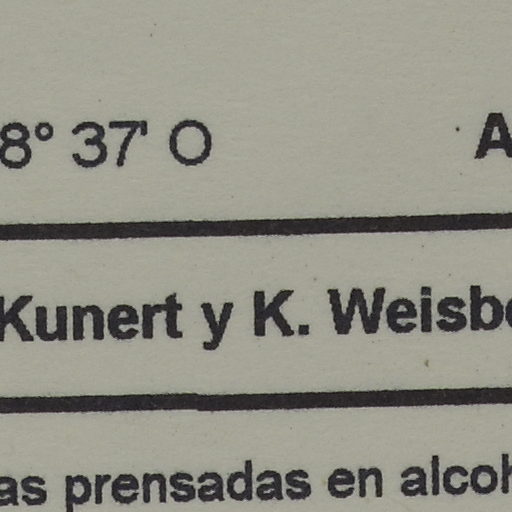 8° 37' O A
Kunert y K. Weisb
as prensadas en alcoh